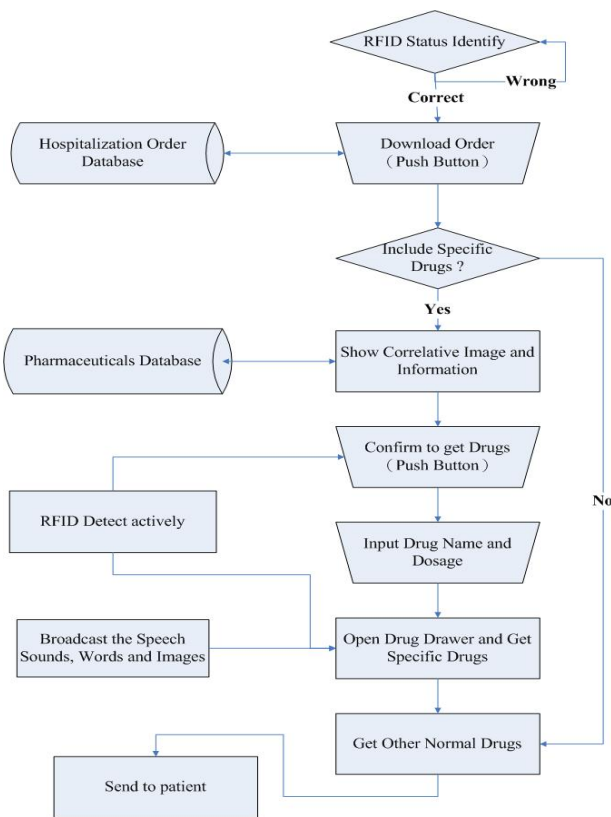 RFID Status Identify
Wrong
Correct
Hospitalization Order
Database
Download Order
（Push Button）
Include Specific
Drugs ?
Yes
Pharmaceuticals Database
Show Correlative Image and
Information
Confirm to get Drugs
（Push Button）
No
RFID Detect actively
Input Drug Name and
Dosage
Broadcast the Speech
Sounds, Words and Images
Open Drug Drawer and Get
Specific Drugs
Get Other Normal Drugs
Send to patient